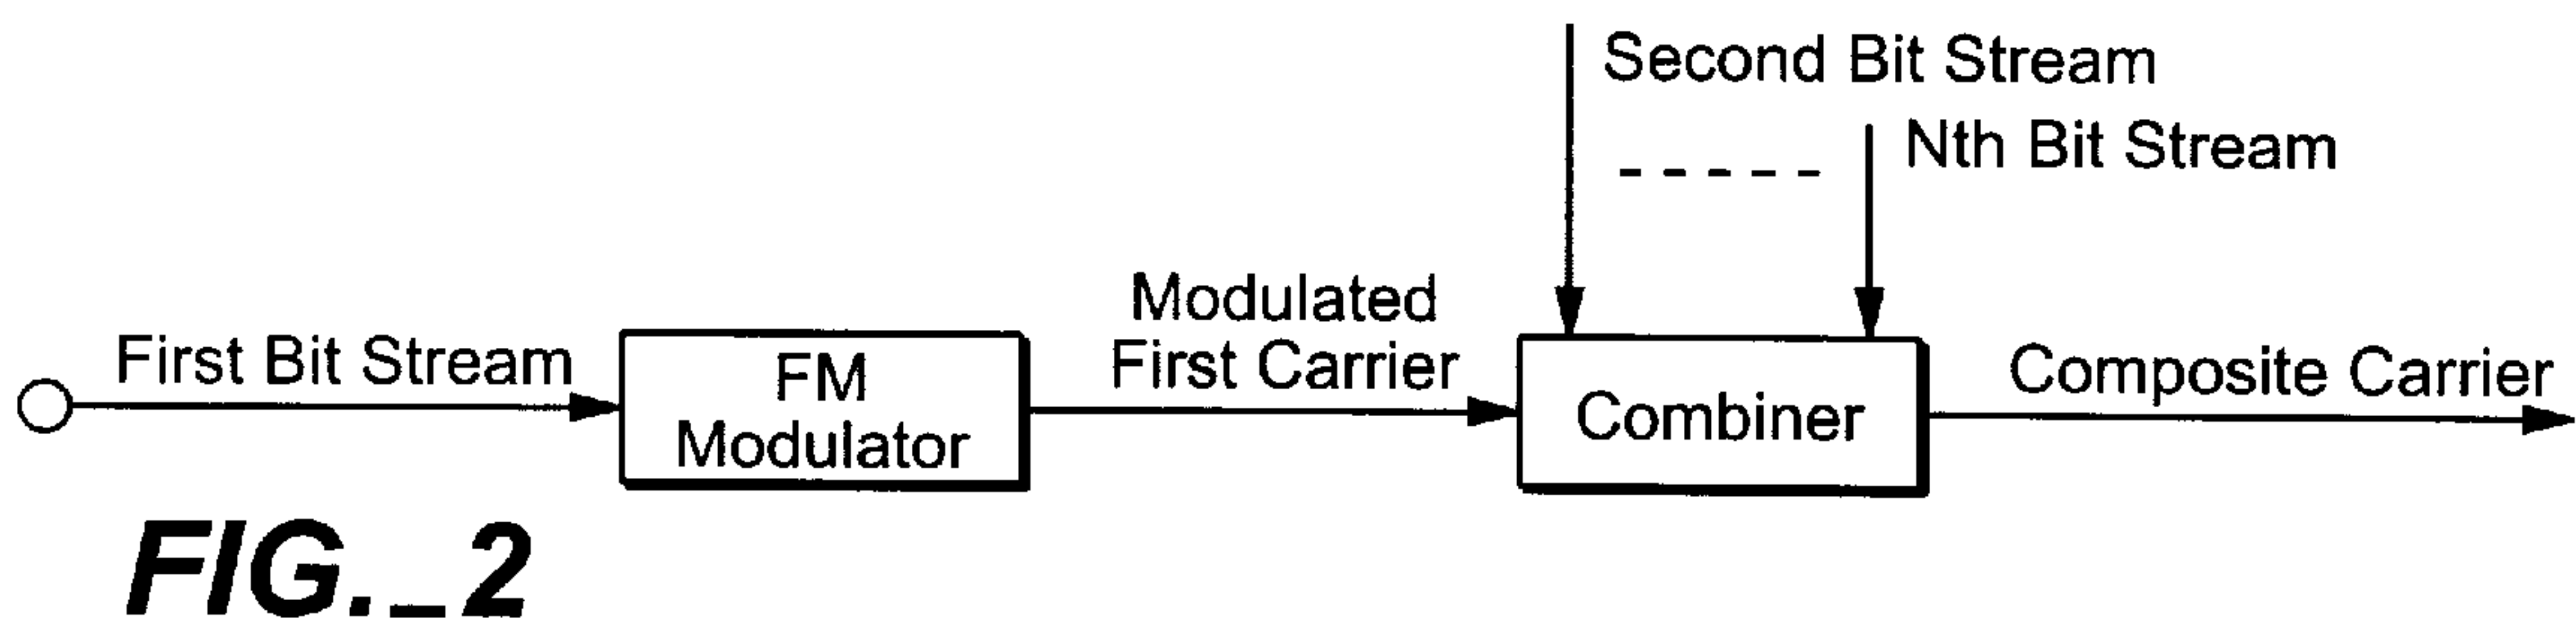 Second Bit Stream
Nth Bit Stream
Modulated
First Carrier
First Bit Stream
FM
Modulator
Combiner
Composite Carrier
FIG._2